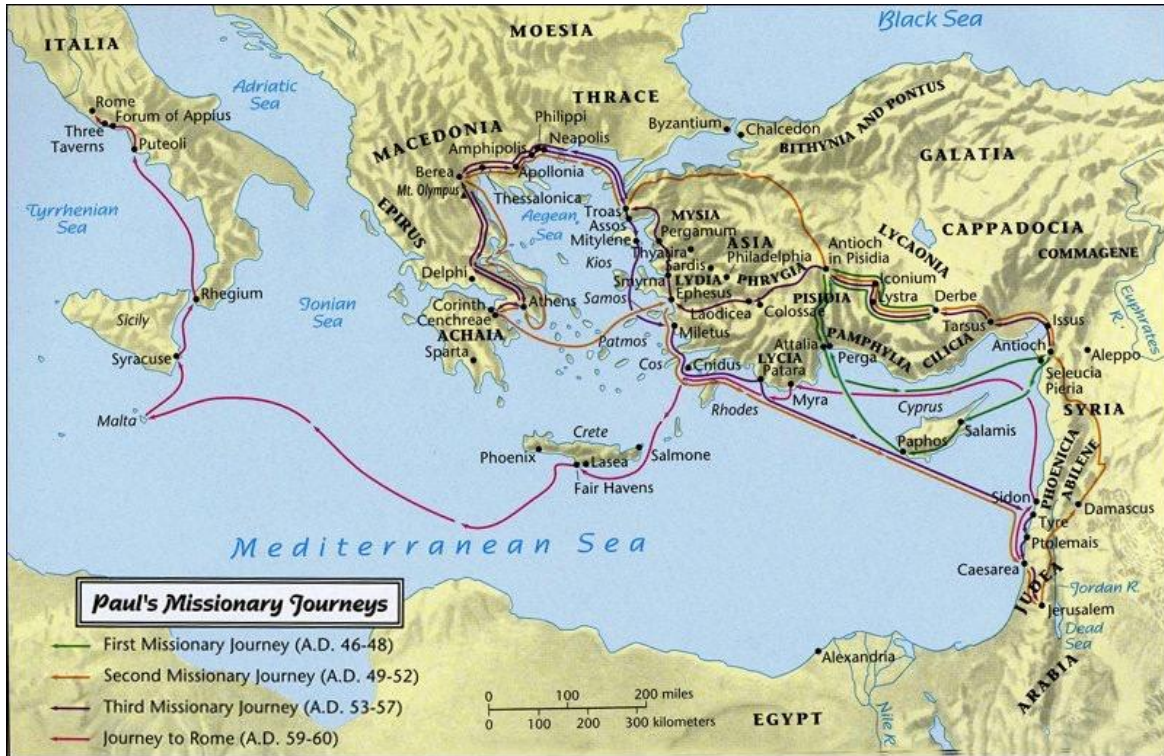 Black Sea
ITALIA
MOESIA
Adriatic
Sea
THRACE
Rome
Forum of Appius
Three
Taverns
Puteoli
Philippi
Neapolis
MACEDONIA
Amphipolis
Byzantium
Chalcedon
BITHYNIA AND PONTUS
GALATIA
Berea
Apollonia
Mt. Olympus
Thessalonica
Tyrrhenian
Sea
EPIRUS
Aegean
Sea
Troas
Assos
Mitylene
MYSIA
Pergamum
Thyatira
ASIA
Philadelphia
Sardis
Antioch
in Pisidia
LYCAONIA
CAPPADOCIA
COMMAGENE
Kios
Delphi
Smyrna
LYDIA
PHRYGIA
Iconium
Rhegium
Ionian
Sea
Corinth
Athens
Samos
Ephesus
Laodicea
Colossae
PISIDIA
Lystra
Derbe
Euphrates
R.
Sicily
Cenchreae
ACHAIA
Miletus
Tarsus
Issus
Syracuse
Sparta
Patmos
Attalia
Perga
PAMPHYLIA
CILICIA
Antioch
Aleppo
Cos
Cnidus
LYCIA
Patara
Seleucia
Pieria
Malta
Rhodes
Myra
Cyprus
SYRIA
Crete
Salamis
Phoenix
Lasea
Salmone
Paphos
Fair Havens
PHOENICIA
ABILENE
Sidon
Damascus
Tyre
Mediterranean Sea
Ptolemais
Caesarea
JUDEA
Jordan R.
Jerusalem
Dead
Sea
Paul's Missionary Journeys
First Missionary Journey (A.D. 46-48)
Second Missionary Journey (A.D. 49-52)
Third Missionary Journey (A.D. 53-57)
Journey to Rome (A.D. 59-60)
0 100 200 miles
0 100 200 300 kilometers
Alexandria
EGYPT
Nile R.
ARABIA